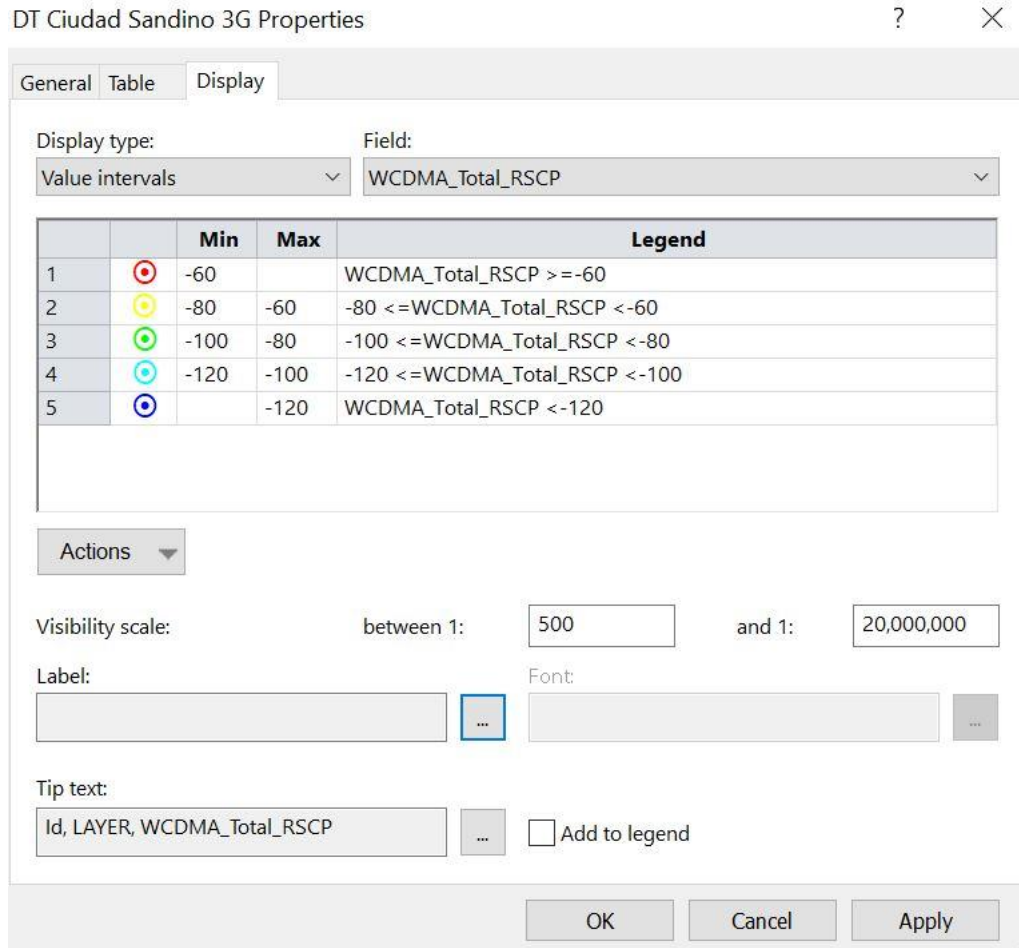 DT Ciudad Sandino 3G Properties ? ×
General Table Display
Display type: Field:
Value intervals WCDMA_Total_RSCP
Min Max Legend
1 -60 WCDMA_Total_RSCP >=-60
2 -80 -60 -80 <=WCDMA_Total_RSCP <-60
3 -100 -80 -100 <=WCDMA_Total_RSCP <-80
4 -120 -100 -120 <=WCDMA_Total_RSCP <-100
5 -120 WCDMA_Total_RSCP <-120
Actions
Visibility scale: between 1: 500 and 1: 20,000,000
Label: Font:
... ...
Tip text:
Id, LAYER, WCDMA_Total_RSCP ... Add to legend
OK Cancel Apply